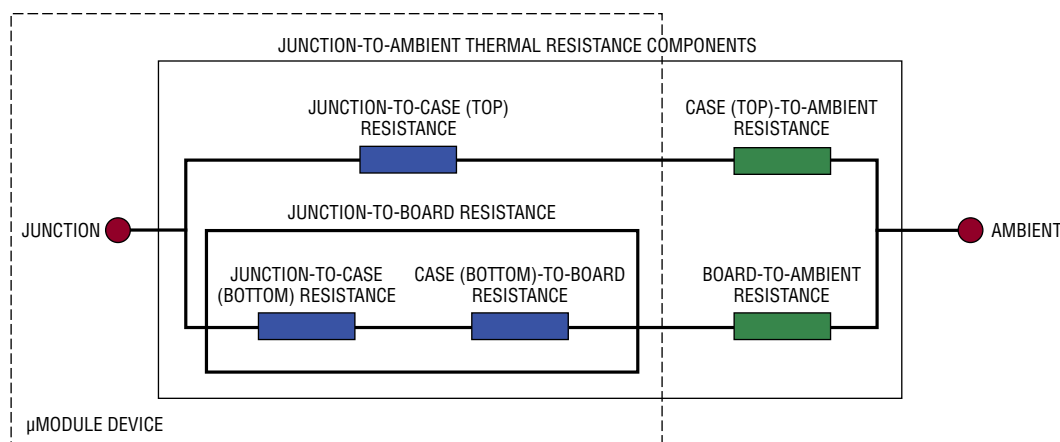 JUNCTION-TO-AMBIENT THERMAL RESISTANCE COMPONENTS
JUNCTION-TO-CASE (TOP)
RESISTANCE
CASE (TOP)-TO-AMBIENT
RESISTANCE
JUNCTION
JUNCTION-TO-BOARD RESISTANCE
AMBIENT
JUNCTION-TO-CASE
(BOTTOM) RESISTANCE
CASE (BOTTOM)-TO-BOARD
RESISTANCE
BOARD-TO-AMBIENT
RESISTANCE
µMODULE DEVICE